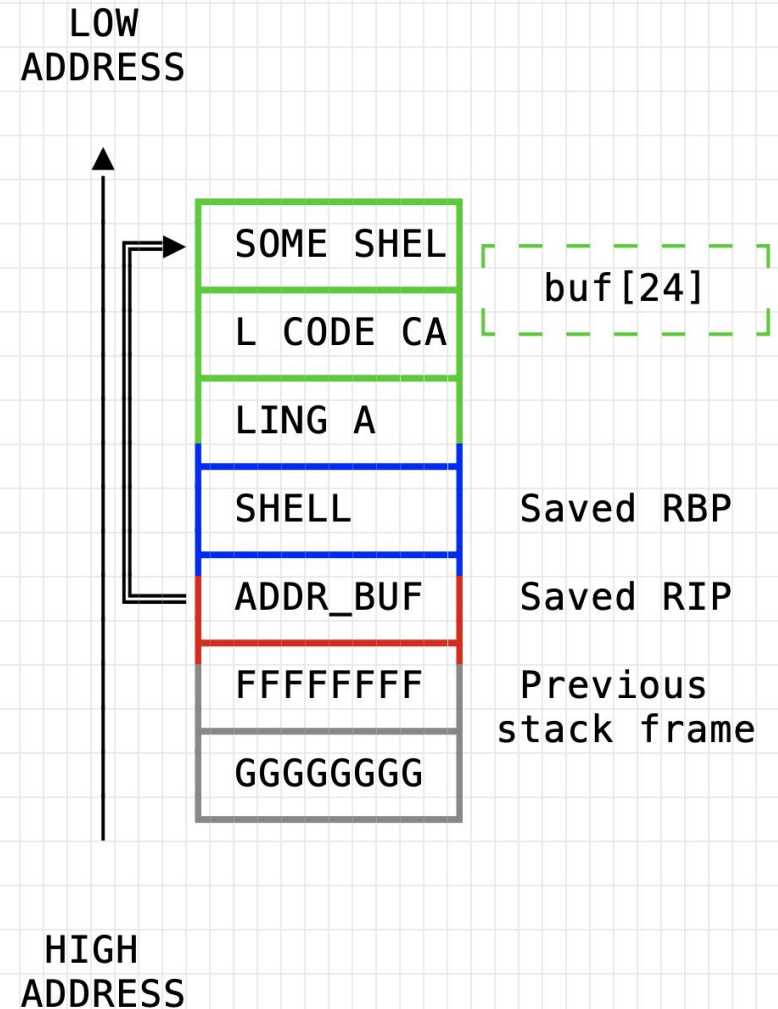 LOW
ADDRESS
SOME SHEL
buf[24]
L CODE CA
LING A
SHELL
Saved RBP
ADDR_BUF
Saved RIP
FFFFFFFF
Previous
stack frame
GGGGGGGG
HIGH
ADDRESS